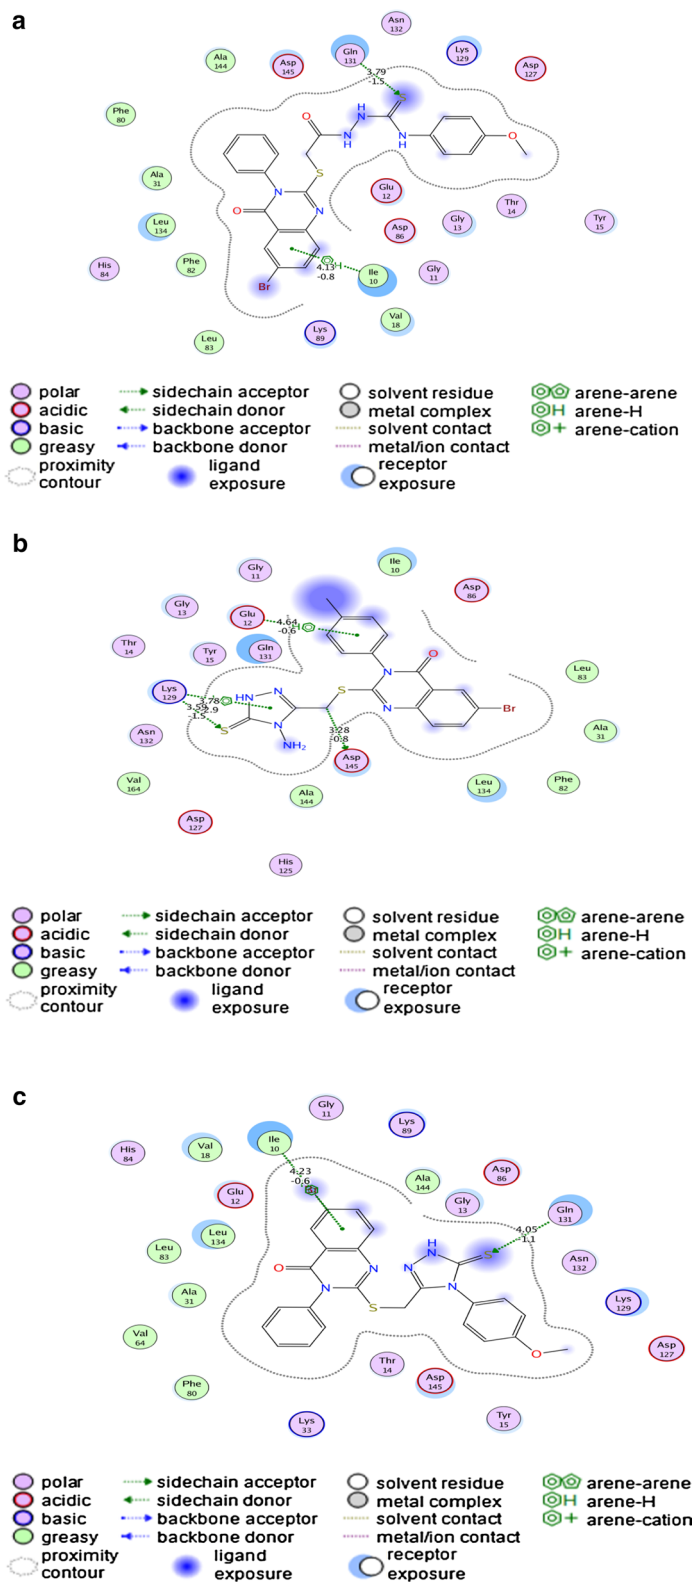 a
Asn
132
Gln
131
Lys
129
Ala
144
Asp
145
Asp
127
3.79
-1.5
S
Phe
80
H
N
O
NH
N
H
O
Ala
31
S
Glu
12
N
N
Thr
14
Leu
134
O
Asp
86
Gly
13
Tyr
15
His
84
Phe
82
H
4.13
-0.8
Ile
10
Gly
11
Br
Val
18
Lys
89
Leu
83
polar
acidic
basic
greasy
proximity
contour
sidechain acceptor
sidechain donor
backbone acceptor
backbone donor
ligand
exposure
solvent residue
metal complex
solvent contact
metal/ion contact
receptor
exposure
arene-arene
H arene-H
+ arene-cation
b
Gly
11
Ile
10
Asp
86
Gly
13
Glu
12
4.64
-0.6
H
Thr
14
Tyr
15
Gln
131
O
Leu
83
N
Lys
129
3.78
-2.9
3.59
-1.5
HN
N
S
N
Br
S
N
NH2
Asn
132
3.28
-0.8
Asp
145
Ala
31
Val
164
Ala
144
Leu
134
Phe
82
Asp
127
His
125
polar
acidic
basic
greasy
proximity
contour
sidechain acceptor
sidechain donor
backbone acceptor
backbone donor
ligand
exposure
solvent residue
metal complex
solvent contact
metal/ion contact
receptor
exposure
arene-arene
H arene-H
+ arene-cation
c
Gly
11
Lys
89
Ile
10
Val
18
His
84
4.23
-0.6
Ala
144
Asp
86
Glu
12
Gly
13
Gln
131
4.05
-1.1
Leu
134
H
N
S
Leu
83
O
N
N
Asn
132
N
N
Ala
31
S
Lys
129
Val
64
O
Asp
127
Thr
14
Asp
145
Phe
80
Tyr
15
Lys
33
polar
acidic
basic
greasy
proximity
contour
sidechain acceptor
sidechain donor
backbone acceptor
backbone donor
ligand
exposure
solvent residue
metal complex
solvent contact
metal/ion contact
receptor
exposure
arene-arene
H arene-H
+ arene-cation